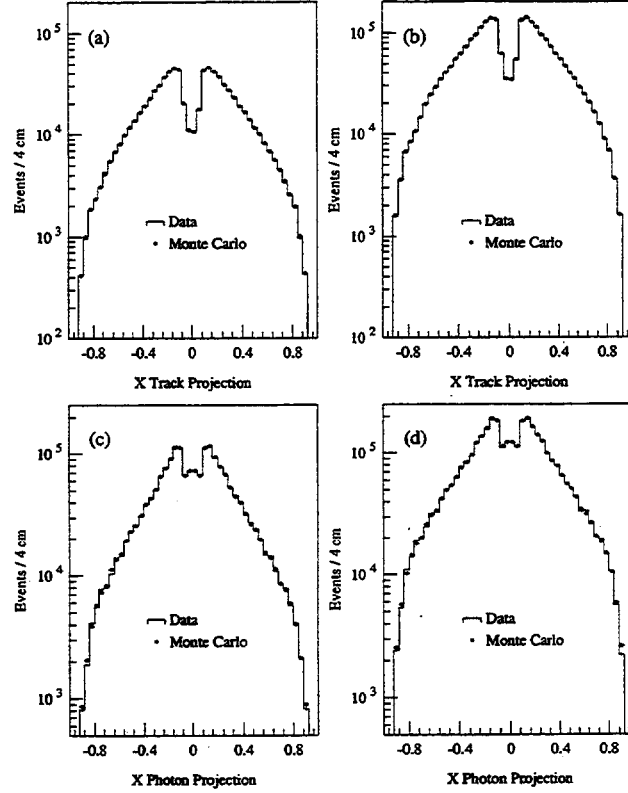 (a)
10^5
10^4
10^3
10^2
Events / 4 cm
Data
Monte Carlo
-0.8 -0.4 0 0.4 0.8
X Track Projection
(b)
10^5
10^4
10^3
10^2
Events / 4 cm
Data
Monte Carlo
-0.8 -0.4 0 0.4 0.8
X Track Projection
(c)
10^5
10^4
10^3
Events / 4 cm
Data
Monte Carlo
-0.8 -0.4 0 0.4 0.8
X Photon Projection
(d)
10^5
10^4
10^3
Events / 4 cm
Data
Monte Carlo
-0.8 -0.4 0 0.4 0.8
X Photon Projection